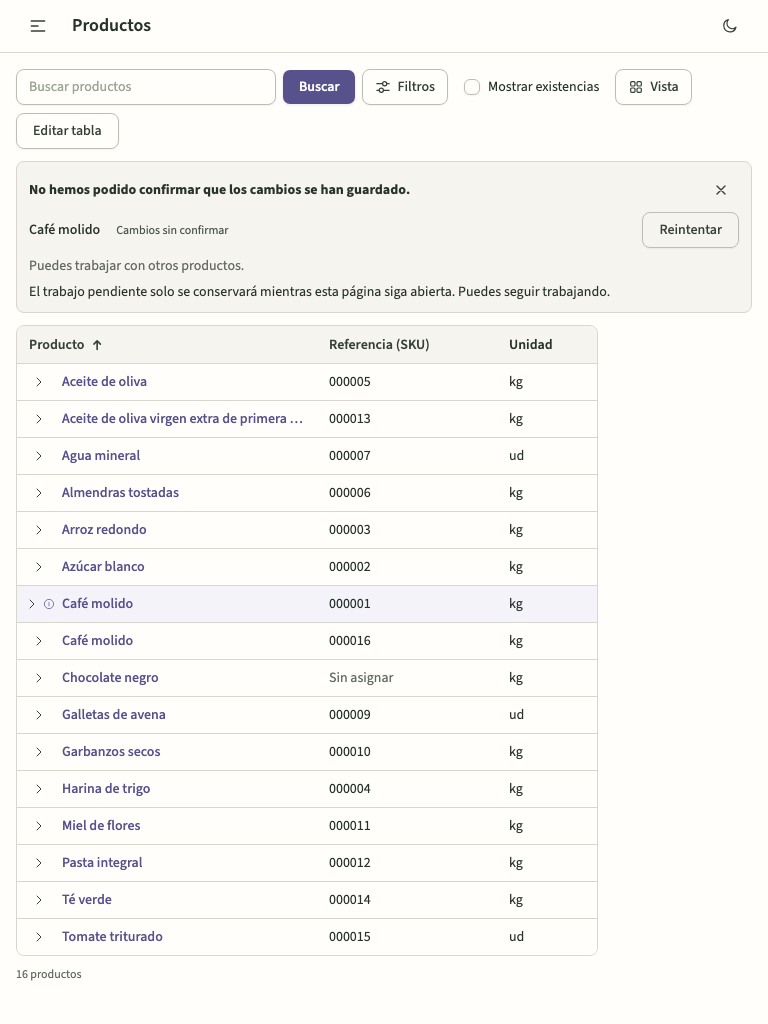 Productos
Buscar productos
Buscar
Filtros
Mostrar existencias
Vista
Editar tabla
No hemos podido confirmar que los cambios se han guardado.
Café molido Cambios sin confirmar
Reintentar
Puedes trabajar con otros productos.
El trabajo pendiente solo se conservará mientras esta página siga abierta. Puedes seguir trabajando.
Producto Referencia (SKU) Unidad
Aceite de oliva 000005 kg
Aceite de oliva virgen extra de primera … 000013 kg
Agua mineral 000007 ud
Almendras tostadas 000006 kg
Arroz redondo 000003 kg
Azúcar blanco 000002 kg
Café molido 000001 kg
Café molido 000016 kg
Chocolate negro Sin asignar kg
Galletas de avena 000009 ud
Garbanzos secos 000010 kg
Harina de trigo 000004 kg
Miel de flores 000011 kg
Pasta integral 000012 kg
Té verde 000014 kg
Tomate triturado 000015 ud
16 productos